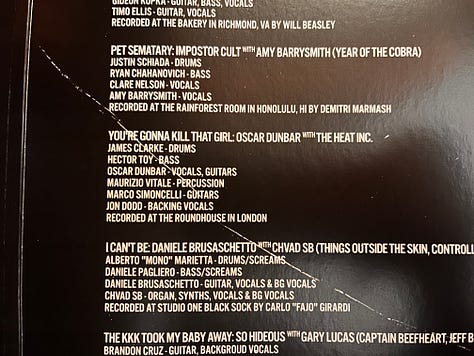 GIDEON KUPKA - GUITAR, BASS, VOCALS
TIMO ELLIS - GUITAR, VOCALS
RECORDED AT THE BAKERY IN RICHMOND, VA BY WILL BEASLEY
PET SEMATARY: IMPOSTOR CULT WITH AMY BARRYSMITH (YEAR OF THE COBRA)
JUSTIN SCHIADA - DRUMS
RYAN CHAHANOVICH - BASS
CLARE NELSON - VOCALS
AMY BARRYSMITH - VOCALS
RECORDED AT THE RAINFOREST ROOM IN HONOLULU, HI BY DEMITRI MARMASH
YOU'RE GONNA KILL THAT GIRL: OSCAR DUNBAR WITH THE HEAT INC.
JAMES CLARKE - DRUMS
HECTOR TOY - BASS
OSCAR DUNBAR - VOCALS, GUITARS
MAURIZIO VITALE - PERCUSSION
MARCO SIMONCELLI - GUITARS
JON DODD - BACKING VOCALS
RECORDED AT THE ROUNDHOUSE IN LONDON
I CAN'T BE: DANIELE BRUSASCHETTO WITH CHVAD SB (THINGS OUTSIDE THE SKIN, CONTROLL
ALBERTO "MONO" MARIETTA - DRUMS/SCREAMS
DANIELE PAGLIERO - BASS/SCREAMS
DANIELE BRUSASCHETTO - GUITAR, VOCALS & BG VOCALS
CHVAD SB - ORGAN, SYNTHS, VOCALS & BG VOCALS
RECORDED AT STUDIO ONE BLACK SOCK BY CARLO "FAJO" GIRARDI
THE KKK TOOK MY BABY AWAY: SO HIDEOUS WITH GARY LUCAS (CAPTAIN BEEFHEART, JEFF B
BRANDON CRUZ - GUITAR, BACKGROUD VOCALS